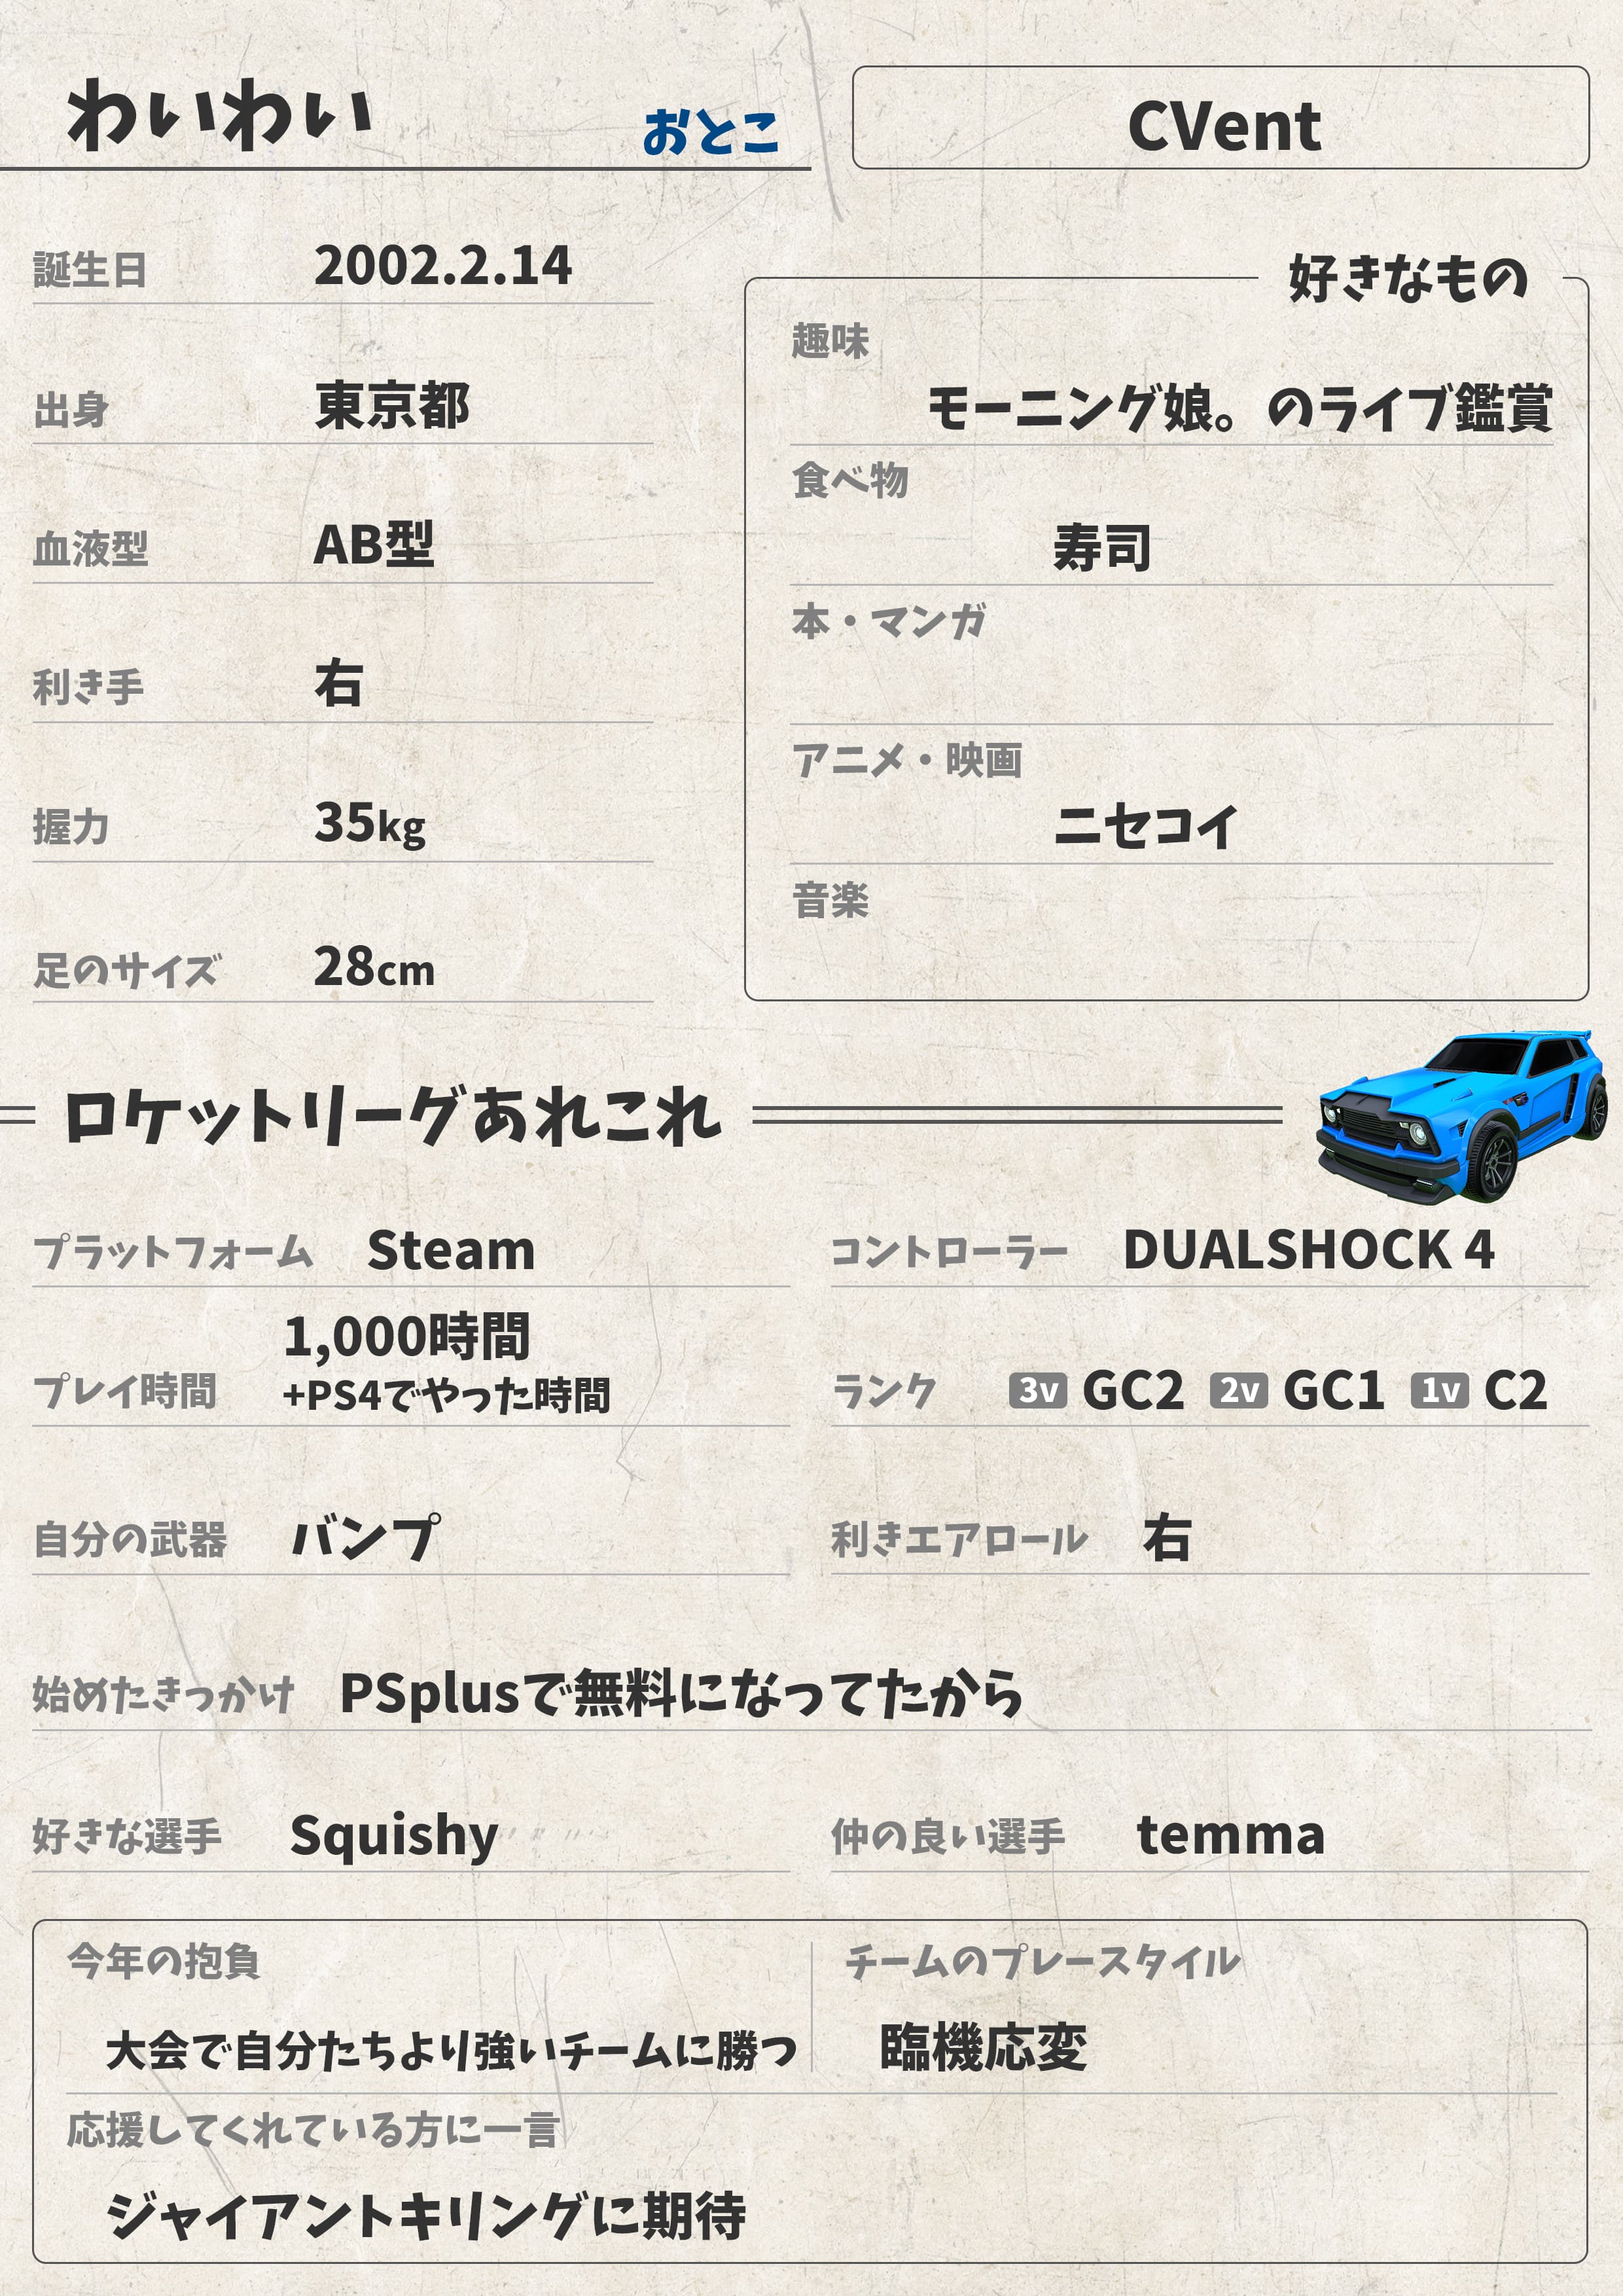 わいわい おとこ
CVent
誕生日 2002.2.14
出身 東京都
血液型 AB型
利き手 右
握力 35kg
足のサイズ 28cm
好きなもの
趣味
モーニング娘。のライブ鑑賞
食べ物
寿司
本・マンガ
アニメ・映画
ニセコイ
音楽
ロケットリーグあれこれ
プラットフォーム Steam
コントローラー DUALSHOCK 4
1,000時間
プレイ時間 +PS4でやった時間
ランク 3v GC2 2v GC1 1v C2
自分の武器 バンプ
利きエアロール 右
始めたきっかけ PSplusで無料になってたから
好きな選手 Squishy
仲の良い選手 temma
今年の抱負
大会で自分たちより強いチームに勝つ
チームのプレースタイル
臨機応変
応援してくれている方に一言
ジャイアントキリングに期待